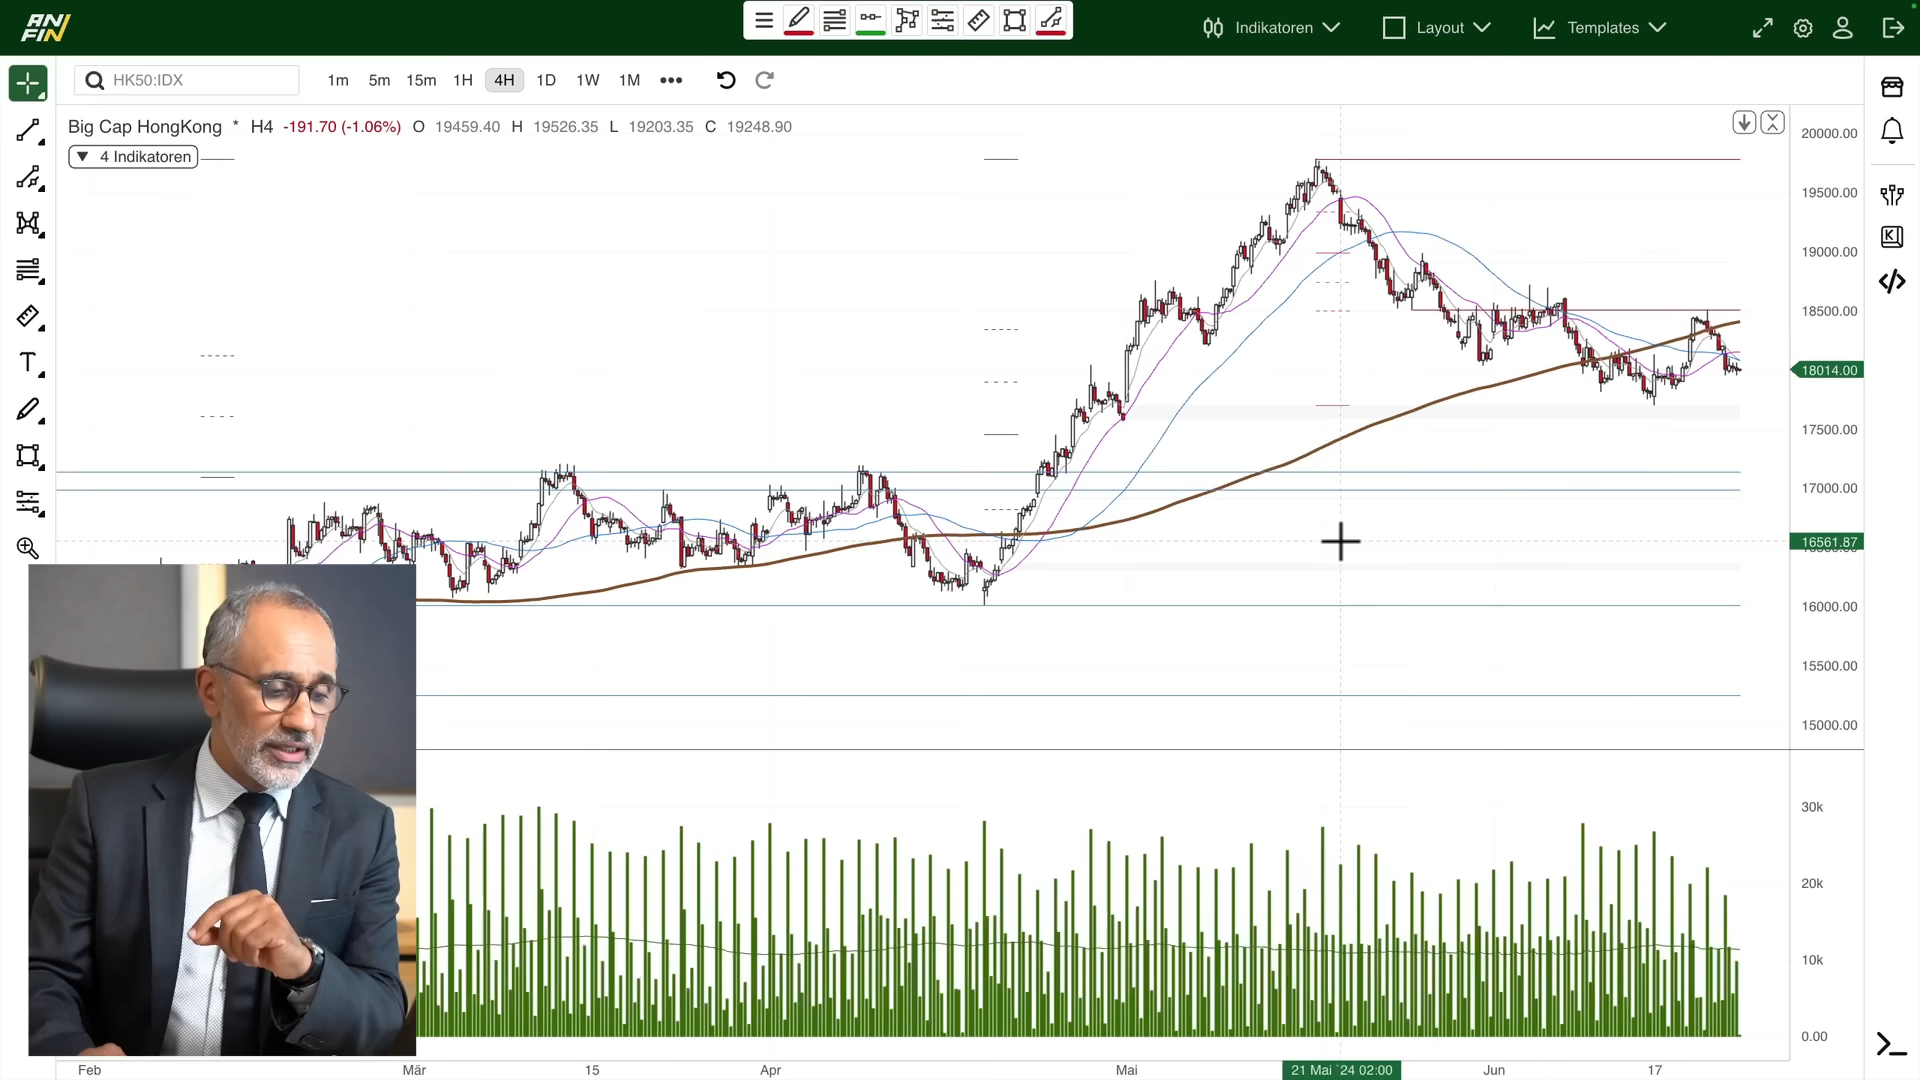 ANFIN
Indikatoren
Layout
Templates
HK50:IDX
1m 5m 15m 1H 4H 1D 1W 1M
Big Cap HongKong * H4 -191.70 (-1.06%) O 19459.40 H 19526.35 L 19203.35 C 19248.90
▼ 4 Indikatoren
20000.00
19500.00
19000.00
18500.00
18014.00
17500.00
17000.00
16561.87
16000.00
15500.00
15000.00
30k
20k
10k
0.00
Feb Mär 15 Apr Mai 21 Mai `24 02:00 Jun 17